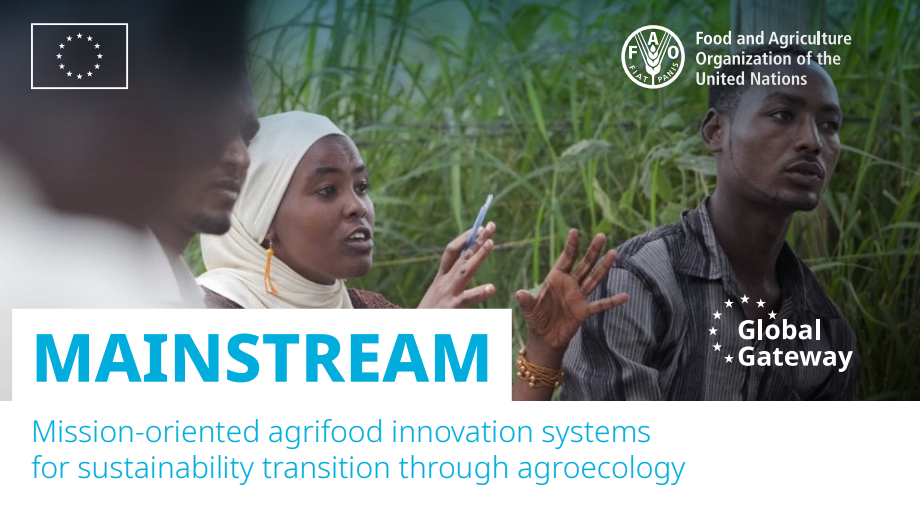 FAO
FIAT PANIS
Food and Agriculture
Organization of the
United Nations
Global
Gateway
MAINSTREAM
Mission-oriented agrifood innovation systems
for sustainability transition through agroecology